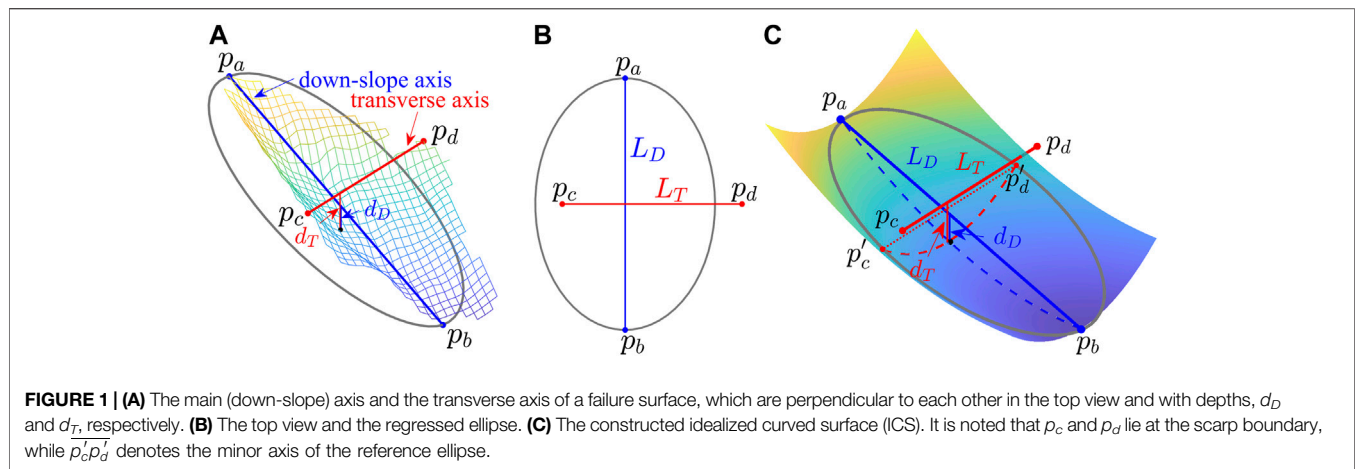 A
p_a
down-slope axis
transverse axis
p_d
p_c
d_D
d_T
p_b
B
p_a
L_D
p_c
L_T
p_d
p_b
C
p_a
L_D
L_T
p_d
p'_d
p_c
p'_c
d_T
d_D
p_b
FIGURE 1 | (A) The main (down-slope) axis and the transverse axis of a failure surface, which are perpendicular to each other in the top view and with depths, d_D
and d_T, respectively. (B) The top view and the regressed ellipse. (C) The constructed idealized curved surface (ICS). It is noted that p_c and p_d lie at the scarp boundary,
while \overline{p'_c p'_d} denotes the minor axis of the reference ellipse.